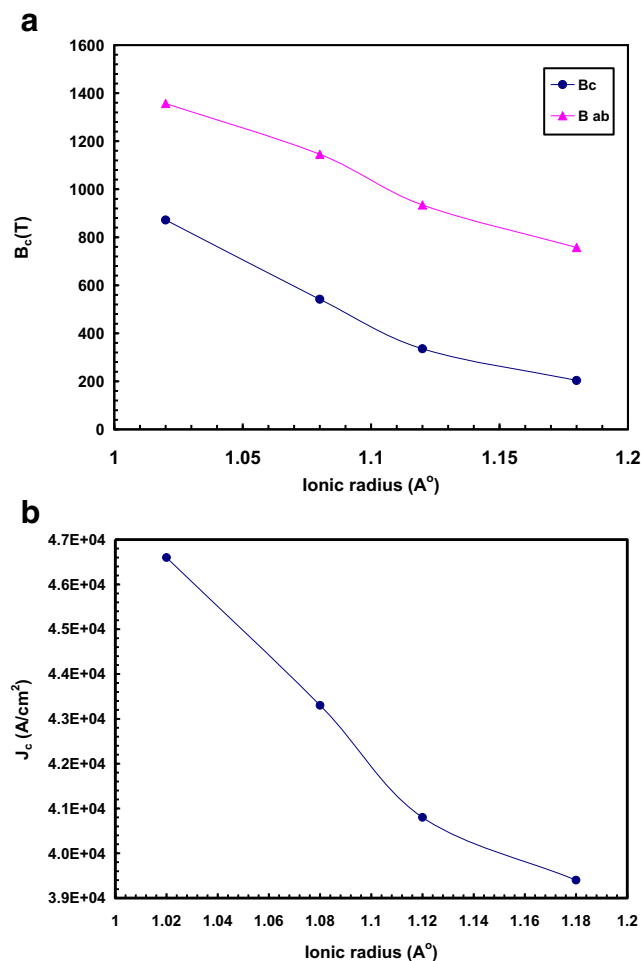 a
1600
1400
1200
1000
800
600
400
200
0
B_c(T)
Bc
B ab
1 1.05 1.1 1.15 1.2
Ionic radius (A°)
b
4.7E+04
4.6E+04
4.5E+04
4.4E+04
4.3E+04
4.2E+04
4.1E+04
4.0E+04
3.9E+04
J_c (A/cm²)
1 1.02 1.04 1.06 1.08 1.1 1.12 1.14 1.16 1.18 1.2
Ionic radius (A°)